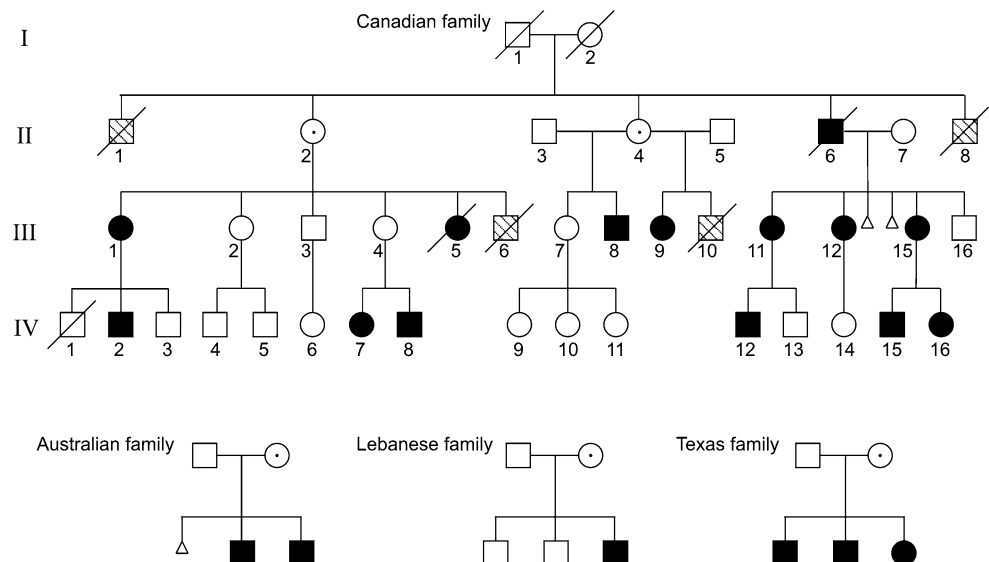 Canadian family
I
1 2
II
1 2 3 4 5 6 7 8
III
1 2 3 4 5 6 7 8 9 10 11 12 15 16
IV
1 2 3 4 5 6 7 8 9 10 11 12 13 14 15 16
Australian family Lebanese family Texas family